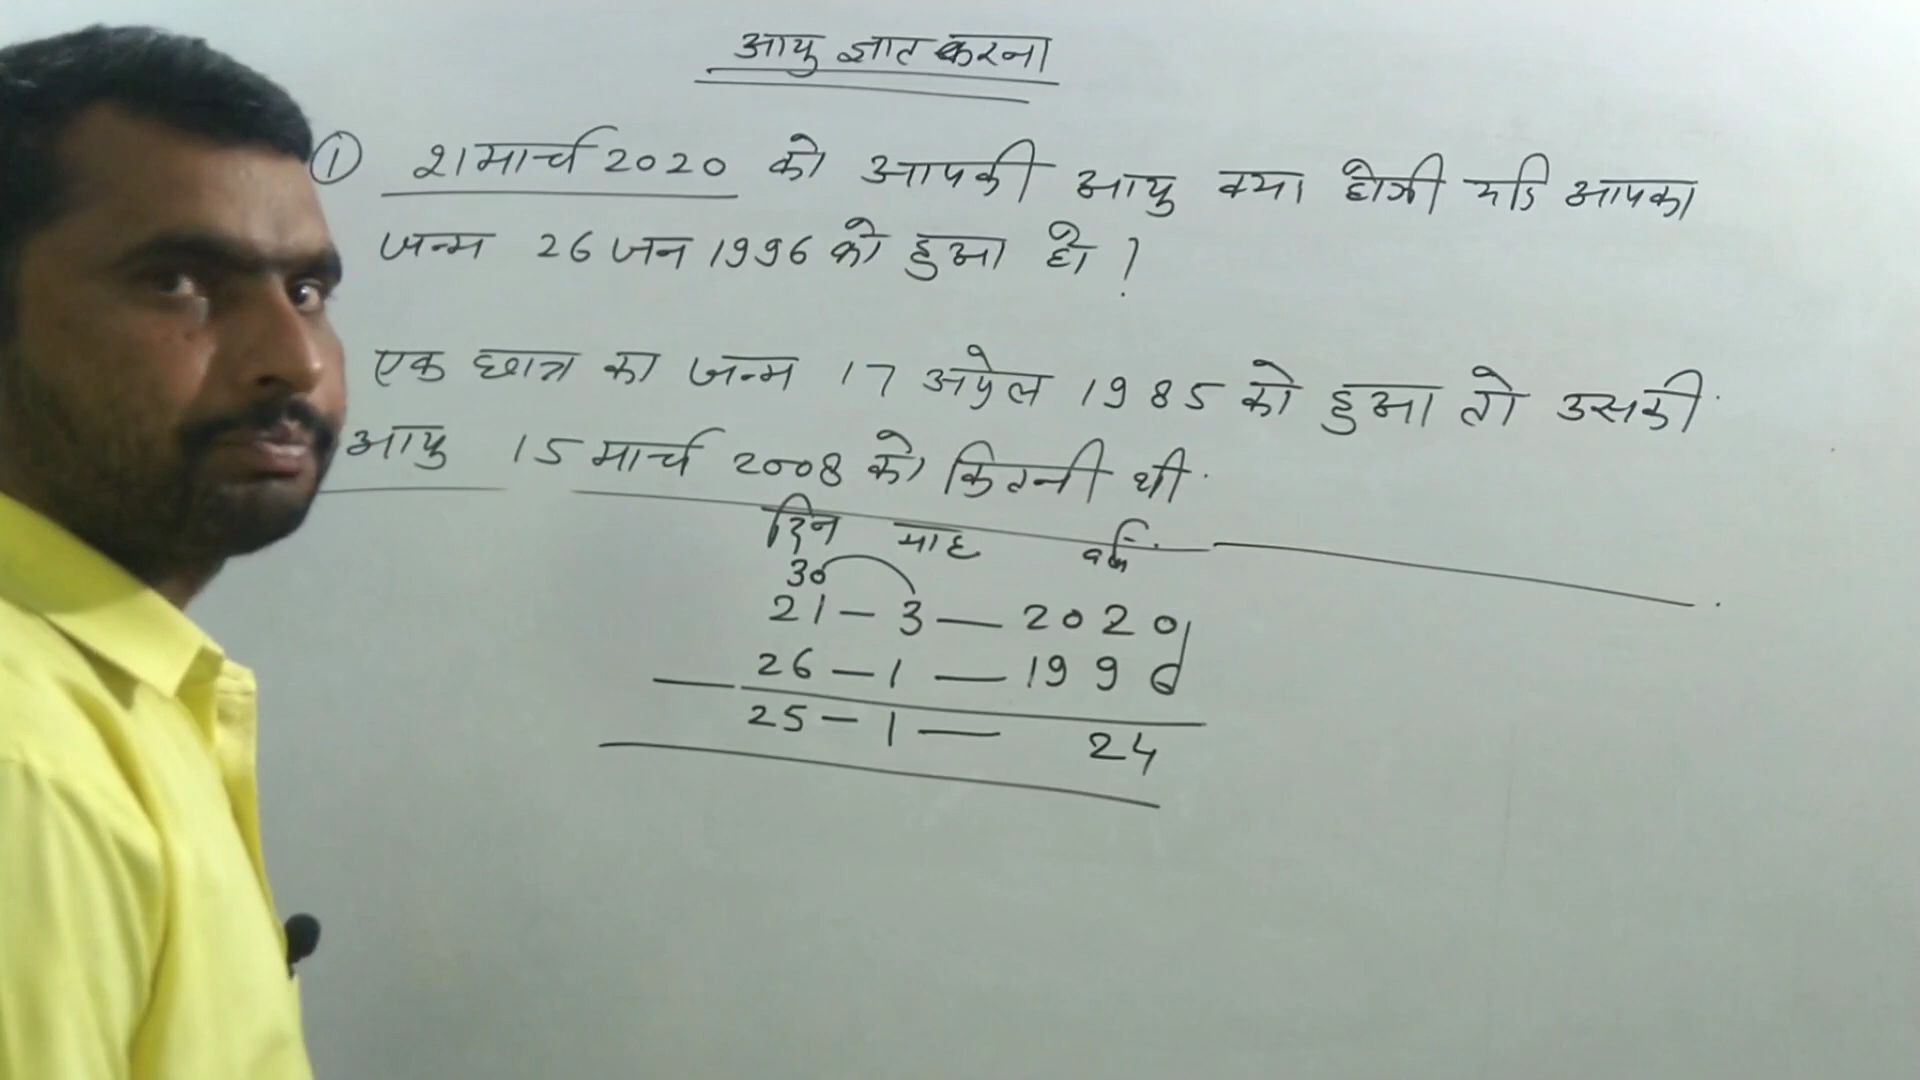 आयु ज्ञात करना
① 21 मार्च 2020 को आपकी आयु क्या होगी यदि आपका
जन्म 26 जन 1996 को हुआ हो ?
एक छात्र का जन्म 17 अप्रेल 1985 को हुआ तो उसकी
आयु 15 मार्च 2008 को कितनी थी.
दिन माह वर्ष
30
21 – 3 — 2020
26 – 1 — 1996
25 – 1 — 24